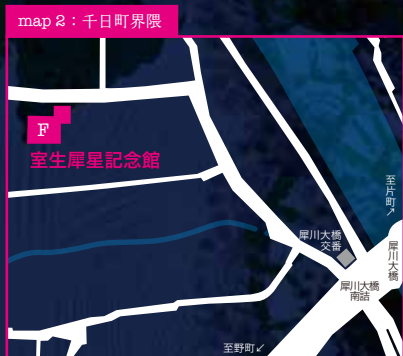 map 2：千日町界隈
F
室生犀星記念館
至片町↗
犀川大橋
交番
犀川大橋
犀川大橋
南詰
至野町↙